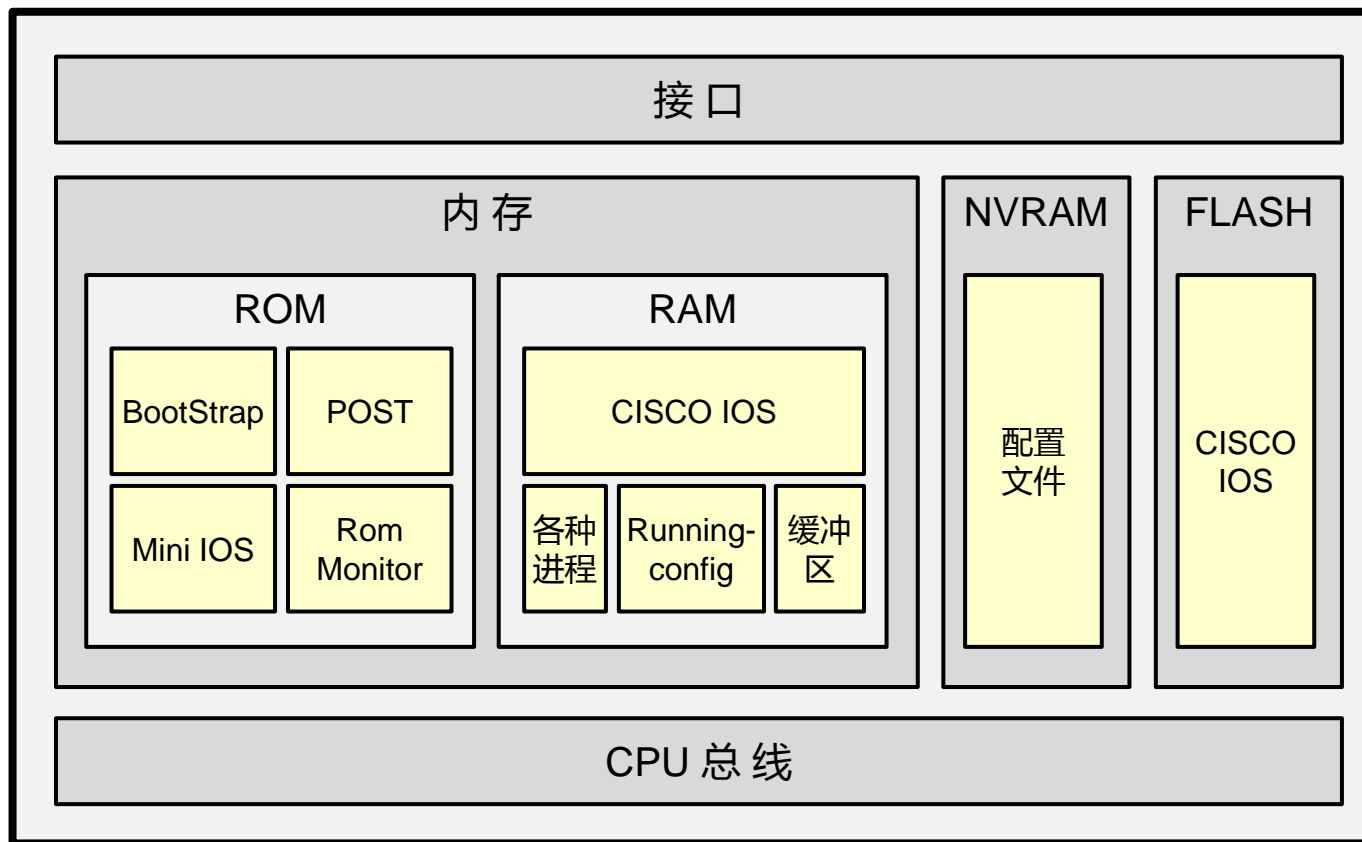 接 口
内 存
NVRAM
FLASH
ROM
RAM
BootStrap
POST
CISCO IOS
Mini IOS
Rom
Monitor
各种
进程
Running-
config
缓冲
区
配置
文件
CISCO
IOS
CPU 总 线